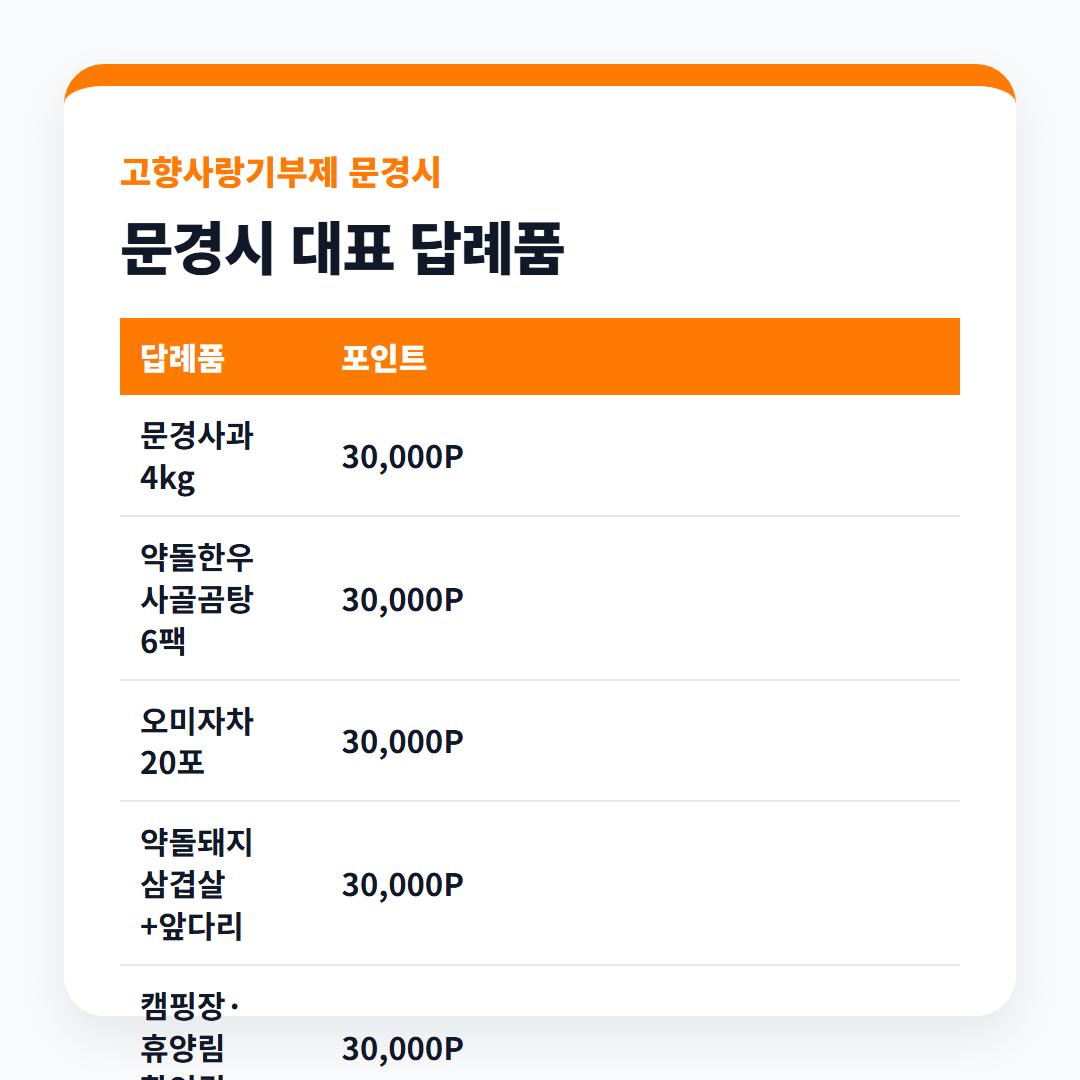 고향사랑기부제 문경시
문경시 대표 답례품
답례품 포인트
문경사과
4kg
30,000P
약돌한우
사골곰탕
6팩
30,000P
오미자차
20포
30,000P
약돌돼지
삼겹살
+앞다리
30,000P
캠핑장·
휴양림
30,000P